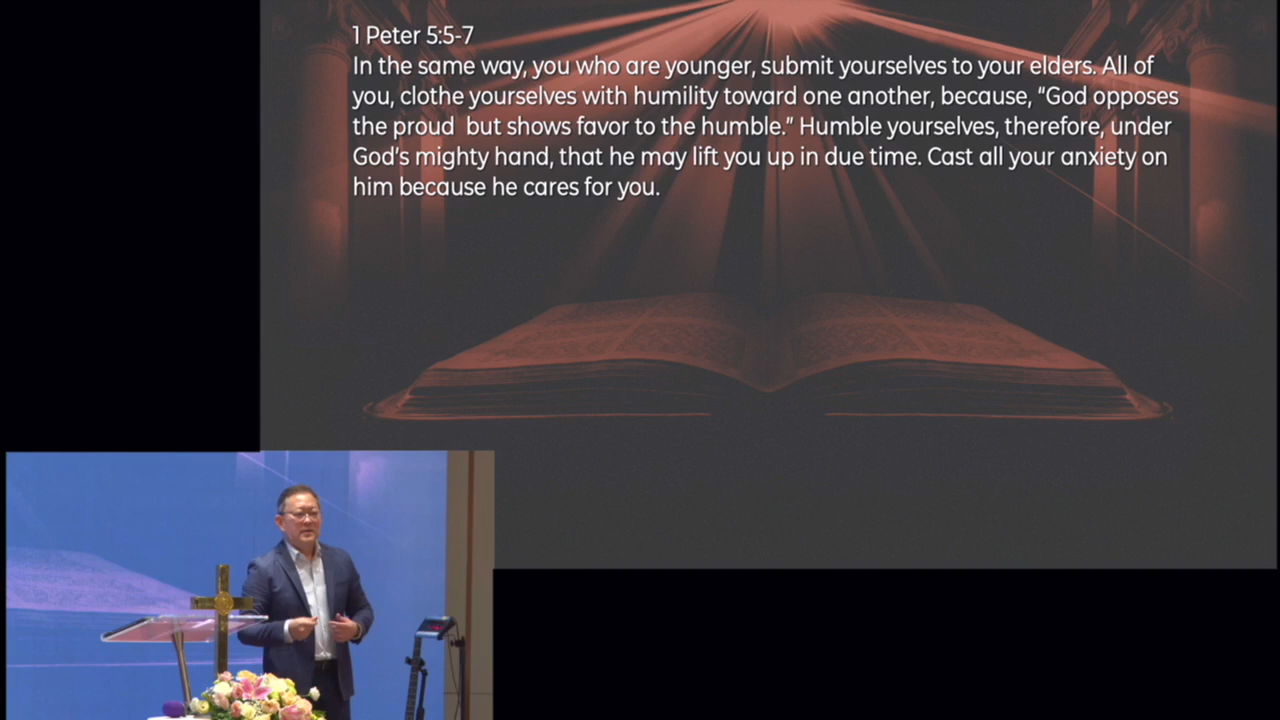 1 Peter 5:5-7
In the same way, you who are younger, submit yourselves to your elders. All of
you, clothe yourselves with humility toward one another, because, “God opposes
the proud  but shows favor to the humble.” Humble yourselves, therefore, under
God’s mighty hand, that he may lift you up in due time. Cast all your anxiety on
him because he cares for you.